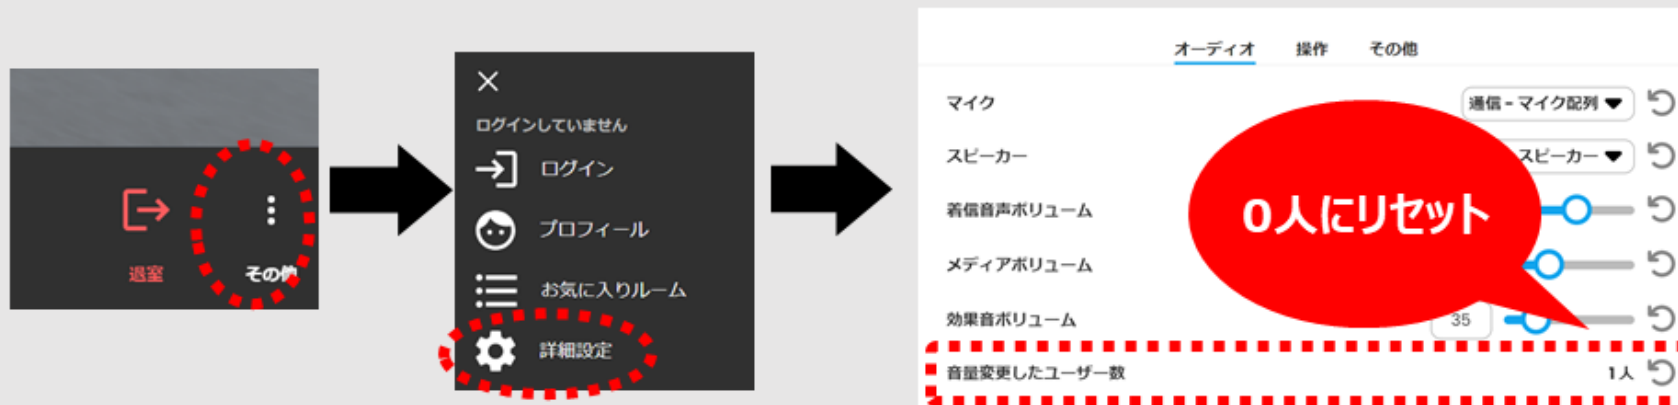 退室
その他
ログインしていません
ログイン
プロフィール
お気に入りルーム
詳細設定
オーディオ 操作 その他
マイク 通信 - マイク配列
スピーカー スピーカー
着信音声ボリューム
メディアボリューム
効果音ボリューム 35
音量変更したユーザー数 1人
0人にリセット